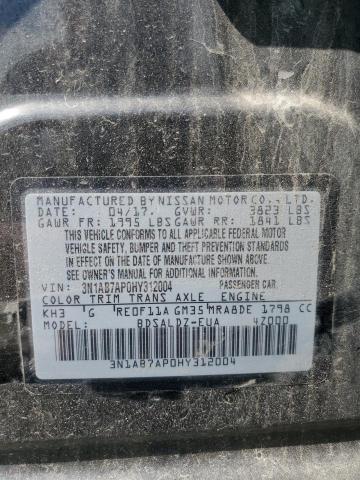 MANUFACTURED BY NISSAN MOTOR CO., LTD.
DATE: 04/17. GVWR: 3823 LBS
GAWR FR: 1995 LBS GAWR RR: 1841 LBS
THIS VEHICLE CONFORMS TO ALL APPLICABLE FEDERAL MOTOR
VEHICLE SAFETY, BUMPER AND THEFT PREVENTION STANDARDS
IN EFFECT ON THE DATE OF MANUFACTURE SHOWN ABOVE.
SEE OWNER'S MANUAL FOR ADDITIONAL INFORMATION.
VIN: 3N1AB7AP0HY312004 PASSENGER CAR.
COLOR TRIM TRANS AXLE ENGINE
KH3 G RE0F11A GM35 MRA8DE 1798 CC
MODEL: BDSALDZ-EUA 4Z000
3N1AB7AP0HY312004